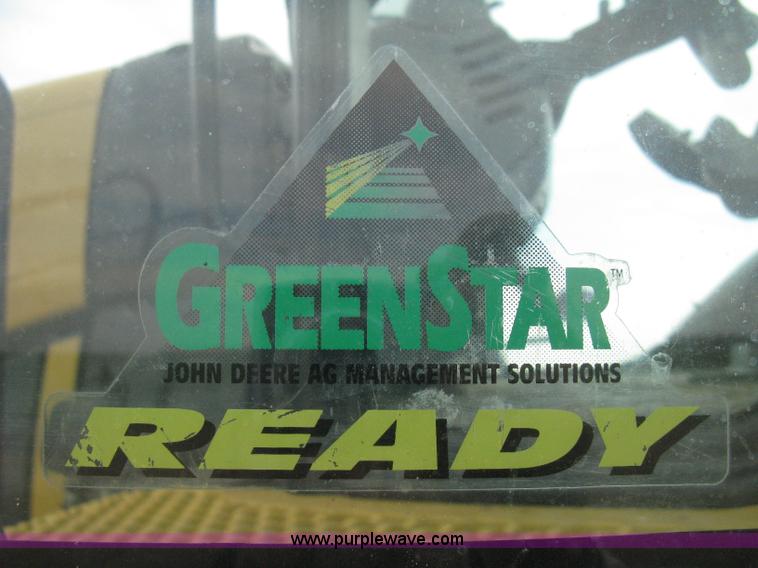 GREENSTAR™
JOHN DEERE AG MANAGEMENT SOLUTIONS
READY
www.purplewave.com